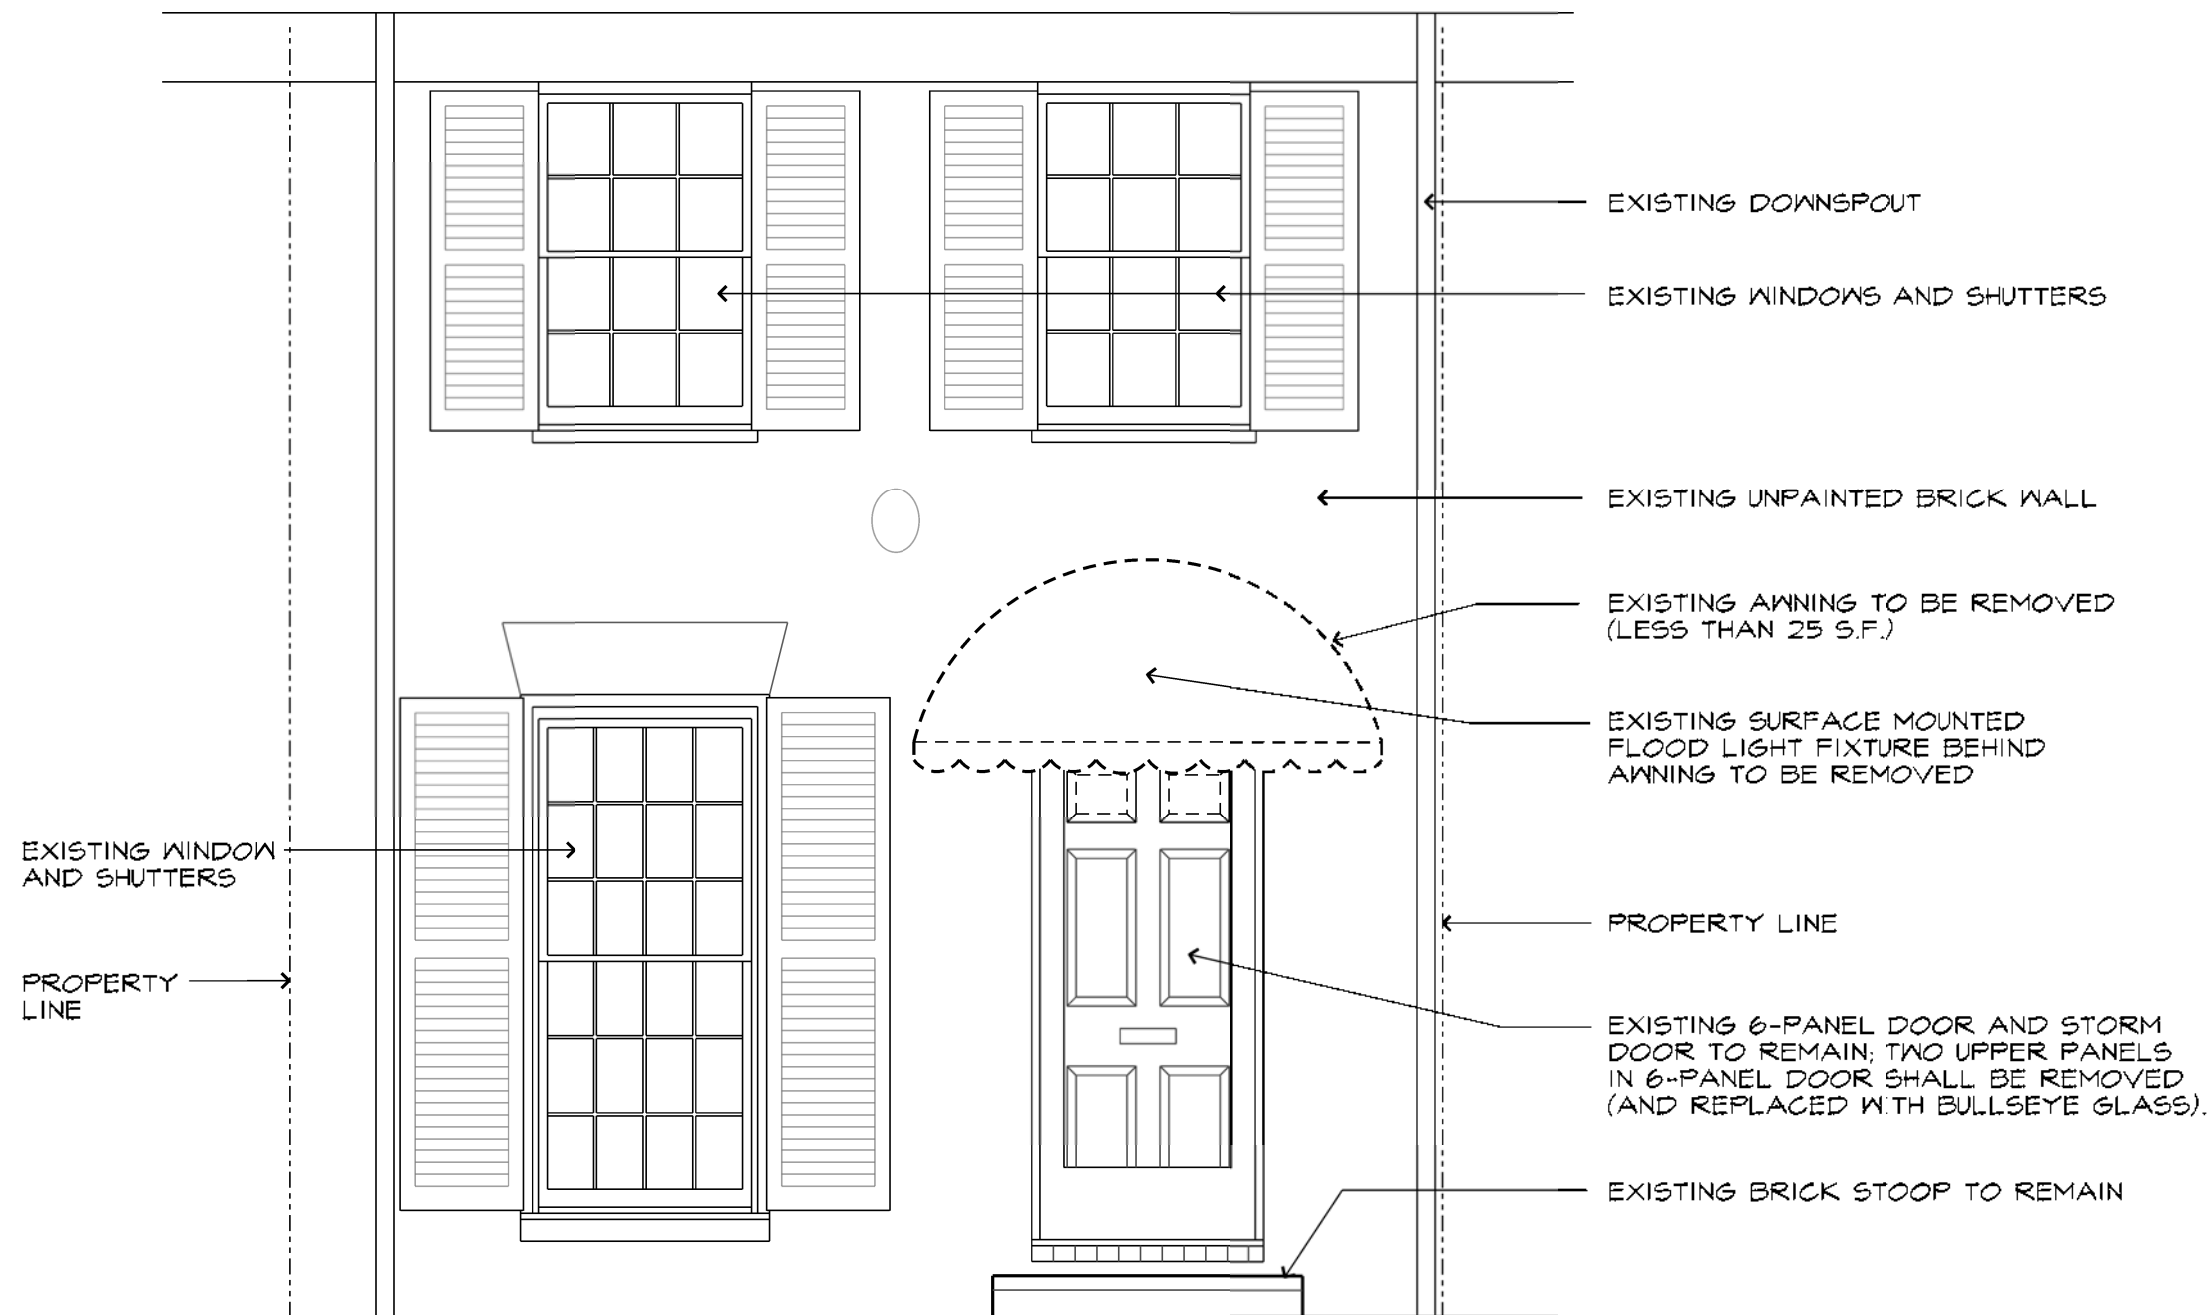 EXISTING DOWNSPOUT
EXISTING WINDOWS AND SHUTTERS
EXISTING UNPAINTED BRICK WALL
EXISTING AWNING TO BE REMOVED
(LESS THAN 25 S.F.)
EXISTING SURFACE MOUNTED
FLOOD LIGHT FIXTURE BEHIND
AWNING TO BE REMOVED
EXISTING WINDOW
AND SHUTTERS
PROPERTY LINE
PROPERTY
LINE
EXISTING 6-PANEL DOOR AND STORM
DOOR TO REMAIN; TWO UPPER PANELS
IN 6-PANEL DOOR SHALL BE REMOVED
(AND REPLACED WITH BULLSEYE GLASS).
EXISTING BRICK STOOP TO REMAIN